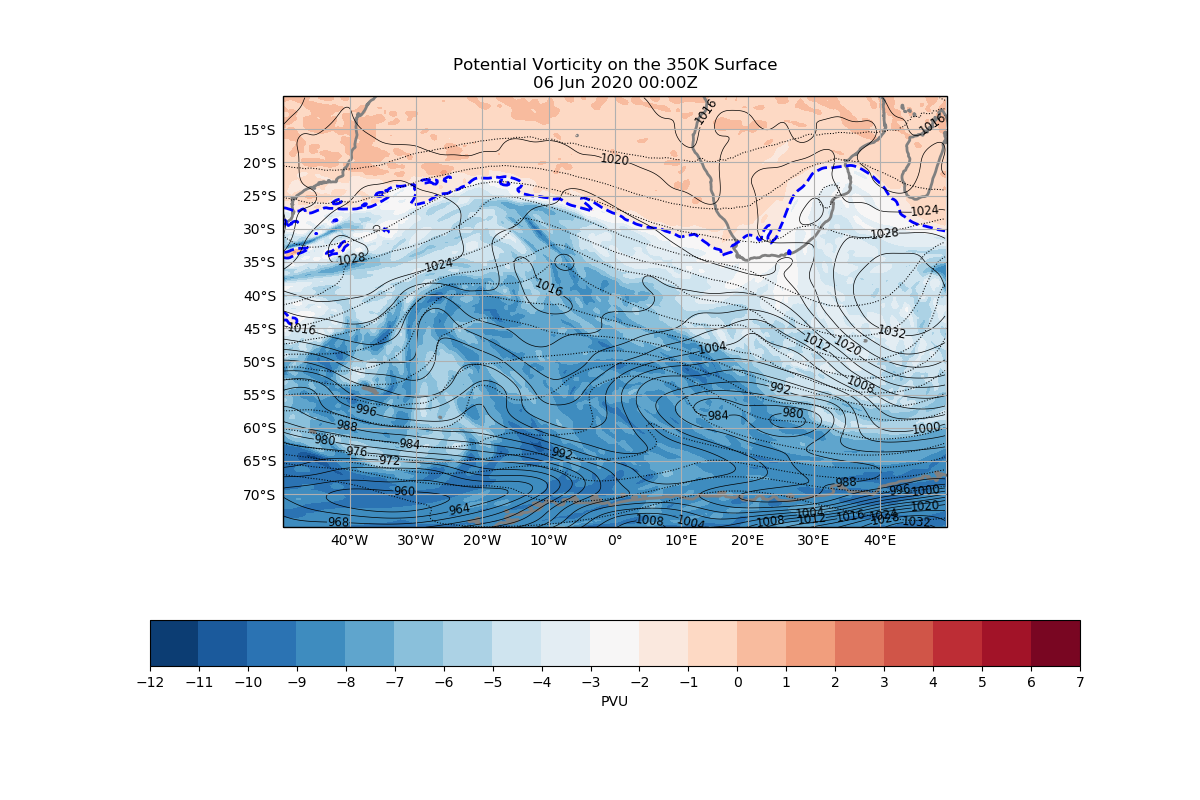 Potential Vorticity on the 350K Surface
06 Jun 2020 00:00Z
1016
1016
15°S
1020
20°S
25°S
1024
30°S
1028
1028
35°S
1024
40°S
1016
45°S
1016
1032
1012
1020
1004
50°S
1008
992
55°S
996
984
980
988
60°S
1000
980
984
976
992
972
65°S
988
70°S
960
996
1000
964
1020
968
1008
1004
1008
1004
1012
1016
1024
1028
1032
40°W
30°W
20°W
10°W
0°
10°E
20°E
30°E
40°E
−12
−11
−10
−9
−8
−7
−6
−5
−4
−3
−2
−1
0
1
2
3
4
5
6
7
PVU